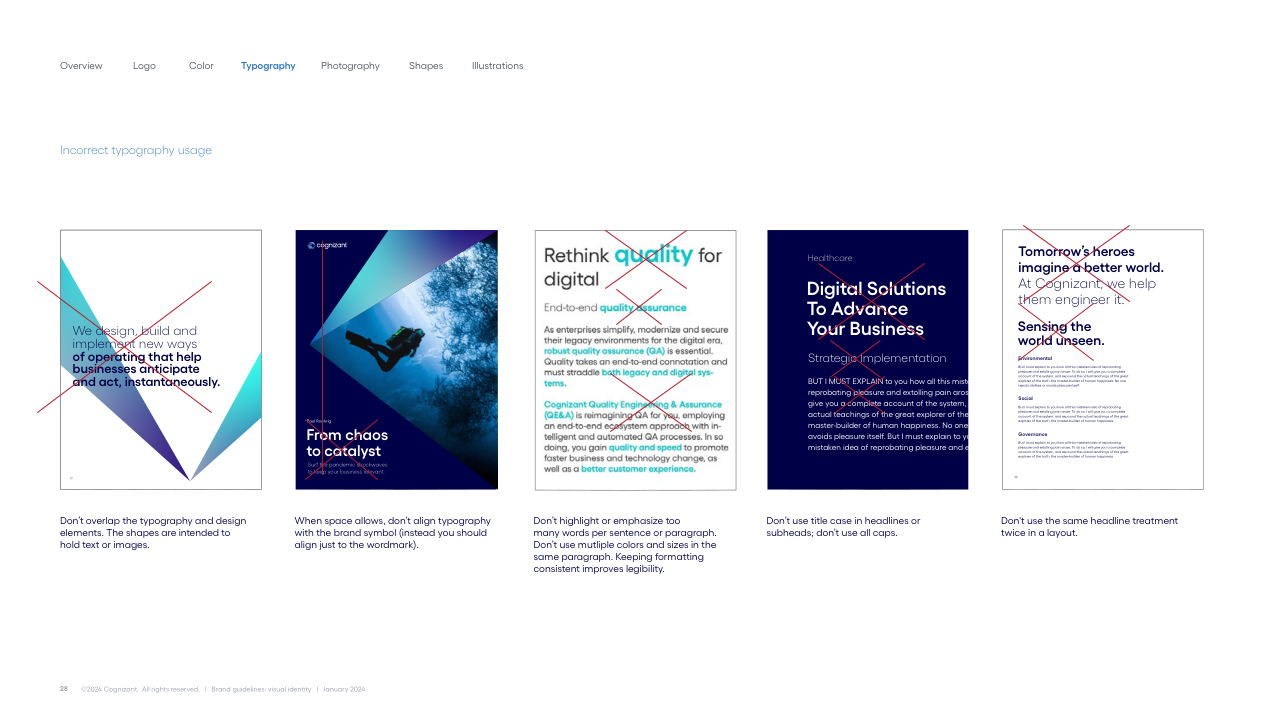 Overview Logo Color Typography Photography Shapes Illustrations
Incorrect typography usage
We design, build and
implement new ways
of operating that help
businesses anticipate
and act, instantaneously.
Don't overlap the typography and design
elements. The shapes are intended to
hold text or images.
cognizant
From chaos
to catalyst
Surf the pandemic shockwaves
To keep your business relevant
When space allows, don't align typography
with the brand symbol (instead you should
align just to the wordmark).
Rethink quality for
digital
End-to-end quality assurance
As enterprises simplify, modernize and secure
their legacy environments for the digital era,
robust quality assurance (QA) is essential.
Quality takes an end-to-end connotation and
must straddle both legacy and digital sys-
tems.
Cognizant Quality Engineering & Assurance
(QE&A) is reimagining QA for you, employing
an end-to-end ecosystem approach with in-
telligent and automated QA processes. In so
doing, you gain quality and speed to promote
faster business and technology change, as
well as a better customer experience.
Don't highlight or emphasize too
many words per sentence or paragraph.
Don't use mutliple colors and sizes in the
same paragraph. Keeping formatting
consistent improves legibility.
Healthcare
Digital Solutions
To Advance
Your Business
Strategic Implementation
BUT I MUST EXPLAIN to you how all this mist
reprobating pleasure and extolling pain aros
give you a complete account of the system,
actual teachings of the great explorer of the
master-builder of human happiness. No one
avoids pleasure itself. But I must explain to yo
mistaken idea of reprobating pleasure and e
Don't use title case in headlines or
subheads; don't use all caps.
Tomorrow's heroes
imagine a better world.
At Cognizant, we help
them engineer it.
Sensing the
world unseen.
Environmental
Social
Governance
Don't use the same headline treatment
twice in a layout.
28 ©2024 Cognizant. All rights reserved. | Brand guidelines: visual identity | January 2024